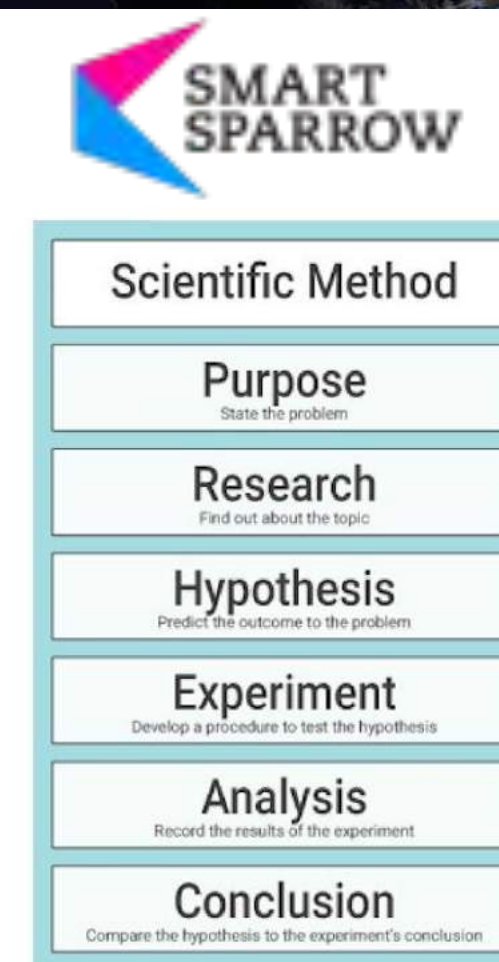 SMART
SPARROW
Scientific Method
Purpose
State the problem
Research
Find out about the topic
Hypothesis
Predict the outcome to the problem
Experiment
Develop a procedure to test the hypothesis
Analysis
Record the results of the experiment
Conclusion
Compare the hypothesis to the experiment's conclusion